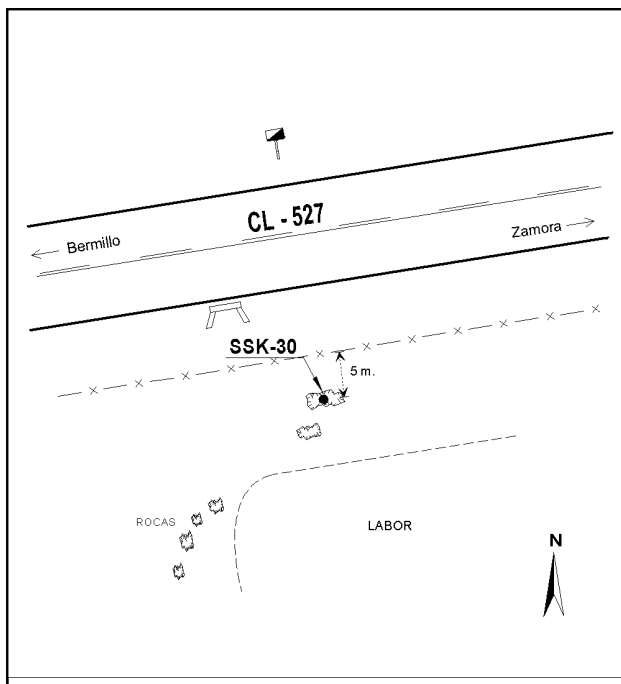 CL - 527
Bermillo
Zamora
SSK-30
5 m.
ROCAS
LABOR
N